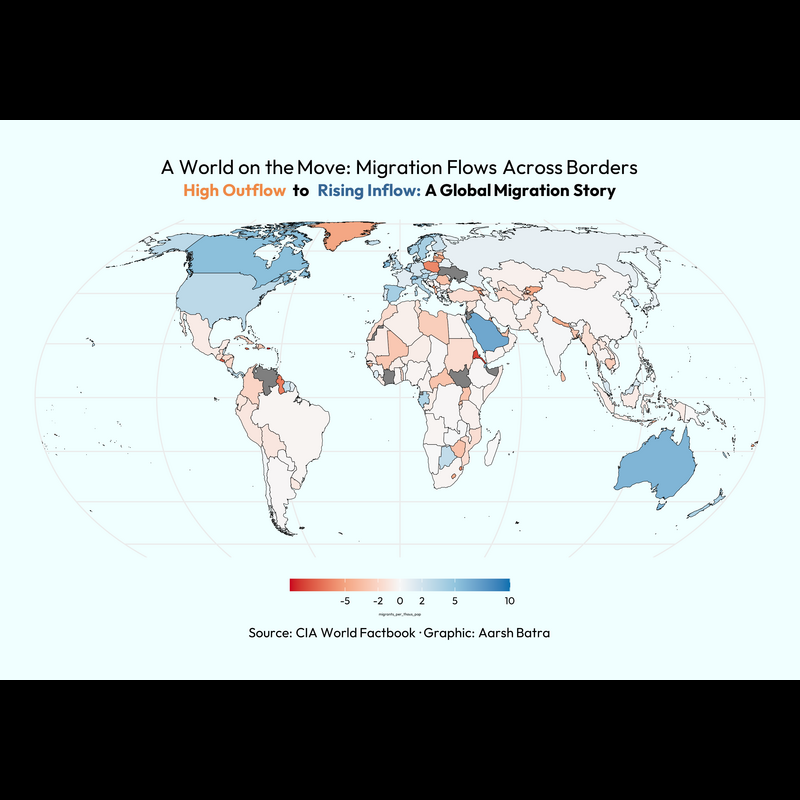 A World on the Move: Migration Flows Across Borders
High Outflow to Rising Inflow: A Global Migration Story
-5 -2 0 2 5 10
migrants_per_thous_pop
Source: CIA World Factbook · Graphic: Aarsh Batra